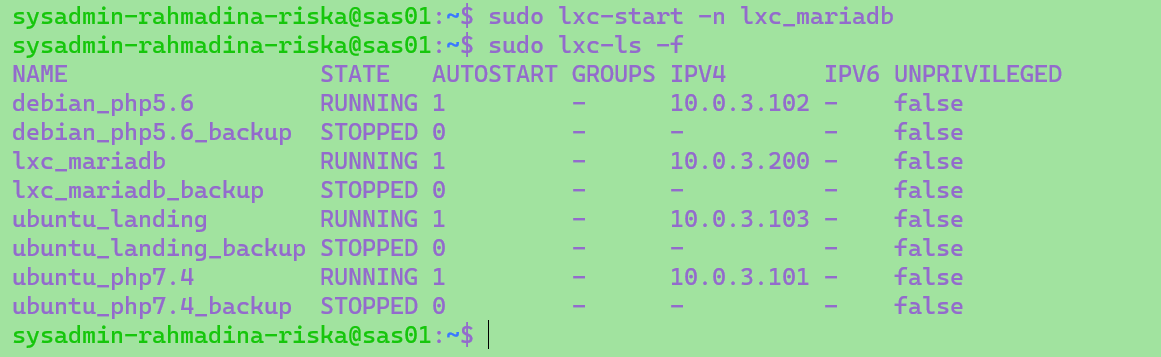 sysadmin-rahmadina-riska@sas01:~$ sudo lxc-start -n lxc_mariadb
sysadmin-rahmadina-riska@sas01:~$ sudo lxc-ls -f
NAME                  STATE   AUTOSTART GROUPS IPV4       IPV6 UNPRIVILEGED
debian_php5.6         RUNNING 1         -      10.0.3.102 -    false
debian_php5.6_backup  STOPPED 0         -      -          -    false
lxc_mariadb           RUNNING 1         -      10.0.3.200 -    false
lxc_mariadb_backup    STOPPED 0         -      -          -    false
ubuntu_landing        RUNNING 1         -      10.0.3.103 -    false
ubuntu_landing_backup STOPPED 0         -      -          -    false
ubuntu_php7.4         RUNNING 1         -      10.0.3.101 -    false
ubuntu_php7.4_backup  STOPPED 0         -      -          -    false
sysadmin-rahmadina-riska@sas01:~$